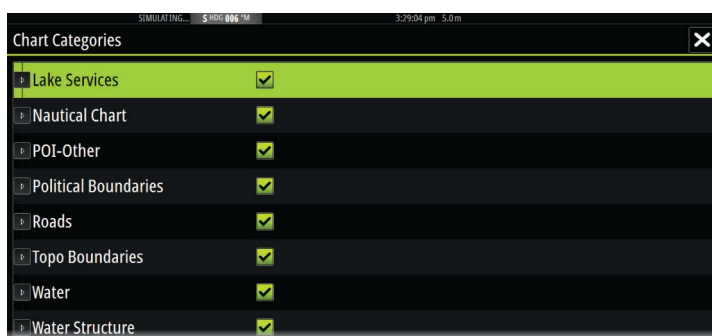 SIMULATING... S HDG 006 °M 3:29:04 pm 5.0 m
Chart Categories
Lake Services
Nautical Chart
POI-Other
Political Boundaries
Roads
Topo Boundaries
Water
Water Structure